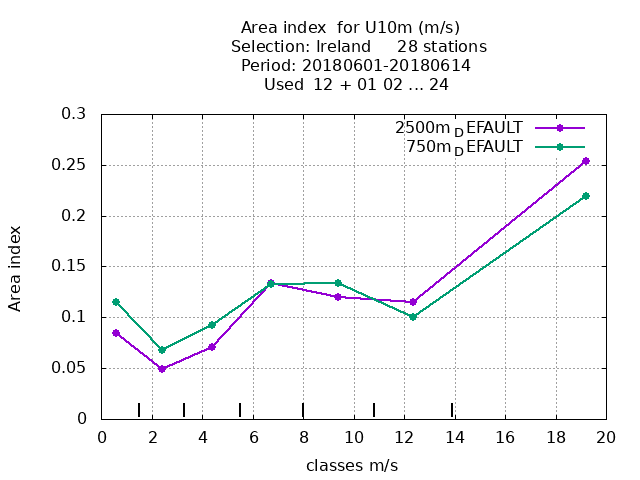 Area index  for U10m (m/s)
Selection: Ireland     28 stations
Period: 20180601-20180614
Used  12 + 01 02 ... 24
2500m_DEFAULT
750m_DEFAULT
0.3
0.25
0.2
0.15
0.1
0.05
0
Area index
0 2 4 6 8 10 12 14 16 18 20
classes m/s